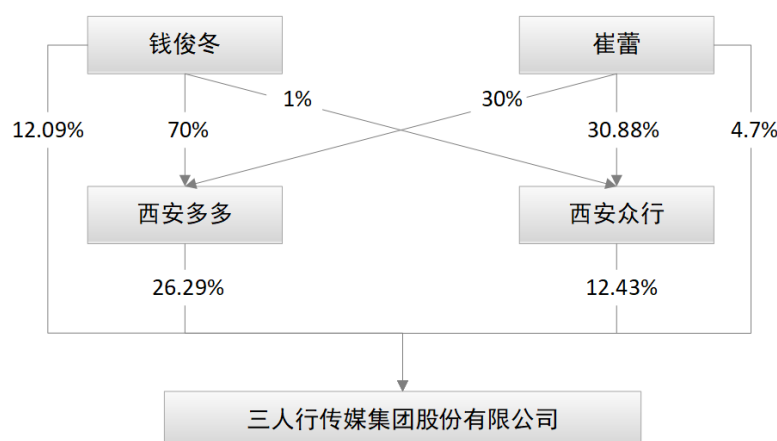 钱俊冬
崔蕾
1%
30%
12.09%
70%
30.88%
4.7%
西安多多
西安众行
26.29%
12.43%
三人行传媒集团股份有限公司